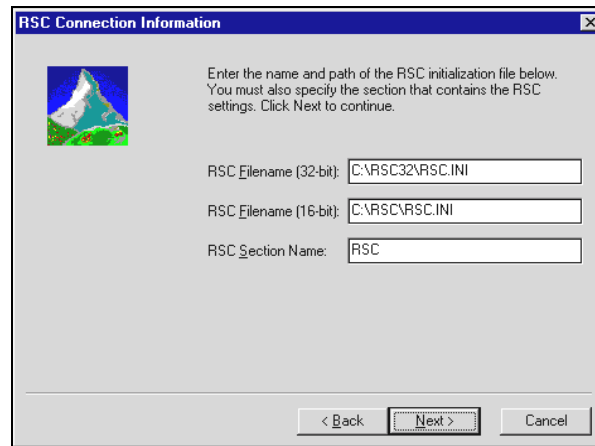 RSC Connection Information
Enter the name and path of the RSC initialization file below.
You must also specify the section that contains the RSC
settings. Click Next to continue.
RSC Filename (32-bit): C:\RSC32\RSC.INI
RSC Filename (16-bit): C:\RSC\RSC.INI
RSC Section Name: RSC
< Back Next > Cancel